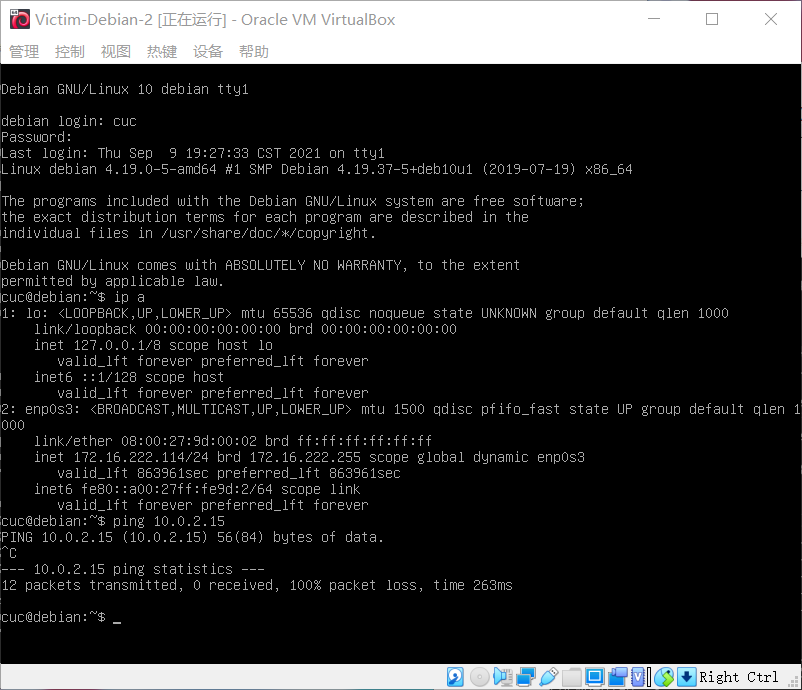 Victim-Debian-2 [正在运行] - Oracle VM VirtualBox
管理 控制 视图 热键 设备 帮助
Debian GNU/Linux 10 debian tty1
debian login: cuc
Password:
Last login: Thu Sep  9 19:27:33 CST 2021 on tty1
Linux debian 4.19.0-5-amd64 #1 SMP Debian 4.19.37-5+deb10u1 (2019-07-19) x86_64
The programs included with the Debian GNU/Linux system are free software;
the exact distribution terms for each program are described in the
individual files in /usr/share/doc/*/copyright.
Debian GNU/Linux comes with ABSOLUTELY NO WARRANTY, to the extent
permitted by applicable law.
cuc@debian:~$ ip a
1: lo: <LOOPBACK,UP,LOWER_UP> mtu 65536 qdisc noqueue state UNKNOWN group default qlen 1000
    link/loopback 00:00:00:00:00:00 brd 00:00:00:00:00:00
    inet 127.0.0.1/8 scope host lo
       valid_lft forever preferred_lft forever
    inet6 ::1/128 scope host
       valid_lft forever preferred_lft forever
2: enp0s3: <BROADCAST,MULTICAST,UP,LOWER_UP> mtu 1500 qdisc pfifo_fast state UP group default qlen 1
000
    link/ether 08:00:27:9d:00:02 brd ff:ff:ff:ff:ff:ff
    inet 172.16.222.114/24 brd 172.16.222.255 scope global dynamic enp0s3
       valid_lft 863961sec preferred_lft 863961sec
    inet6 fe80::a00:27ff:fe9d:2/64 scope link
       valid_lft forever preferred_lft forever
cuc@debian:~$ ping 10.0.2.15
PING 10.0.2.15 (10.0.2.15) 56(84) bytes of data.
^C
--- 10.0.2.15 ping statistics ---
12 packets transmitted, 0 received, 100% packet loss, time 263ms
cuc@debian:~$ _
Right Ctrl